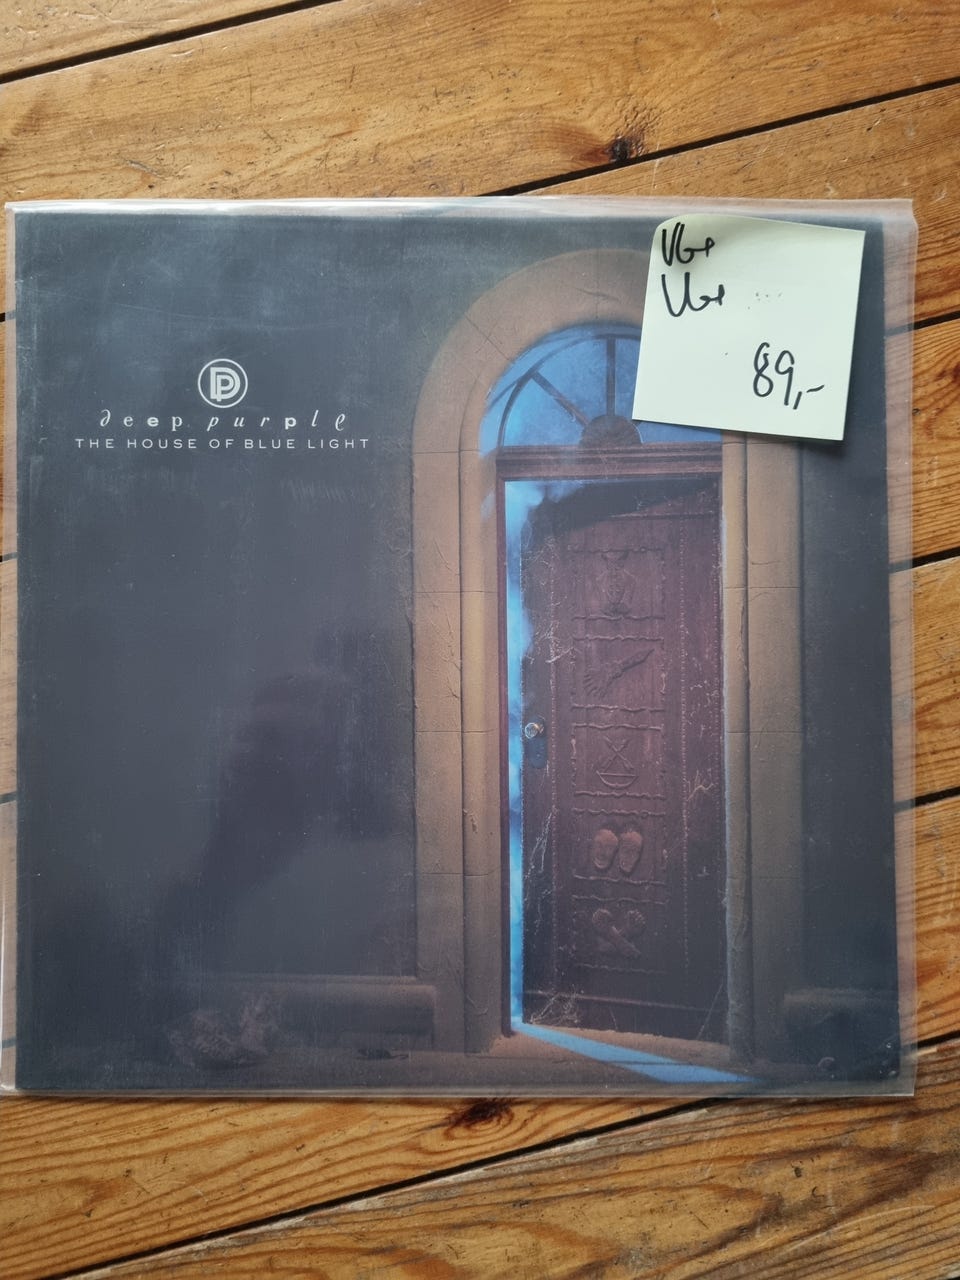 VG+
VG+
89,-
DP
deep purple
THE HOUSE OF BLUE LIGHT